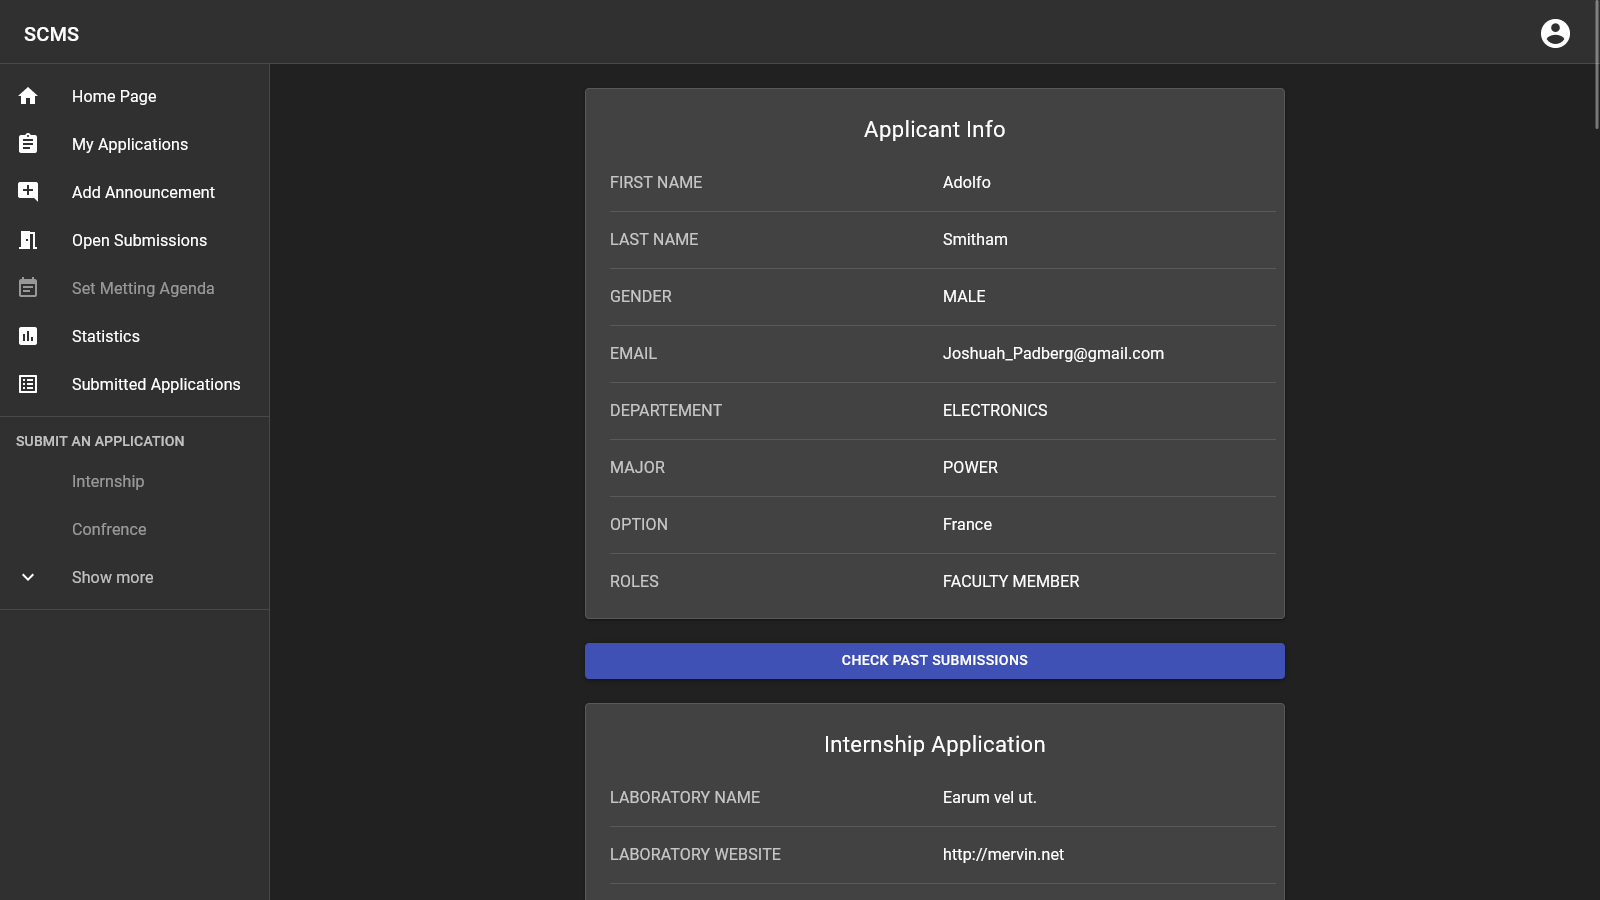 SCMS
Home Page
My Applications
Add Announcement
Open Submissions
Set Metting Agenda
Statistics
Submitted Applications
SUBMIT AN APPLICATION
Internship
Confrence
Show more
Applicant Info
FIRST NAME Adolfo
LAST NAME Smitham
GENDER MALE
EMAIL Joshuah_Padberg@gmail.com
DEPARTEMENT ELECTRONICS
MAJOR POWER
OPTION France
ROLES FACULTY MEMBER
CHECK PAST SUBMISSIONS
Internship Application
LABORATORY NAME Earum vel ut.
LABORATORY WEBSITE http://mervin.net